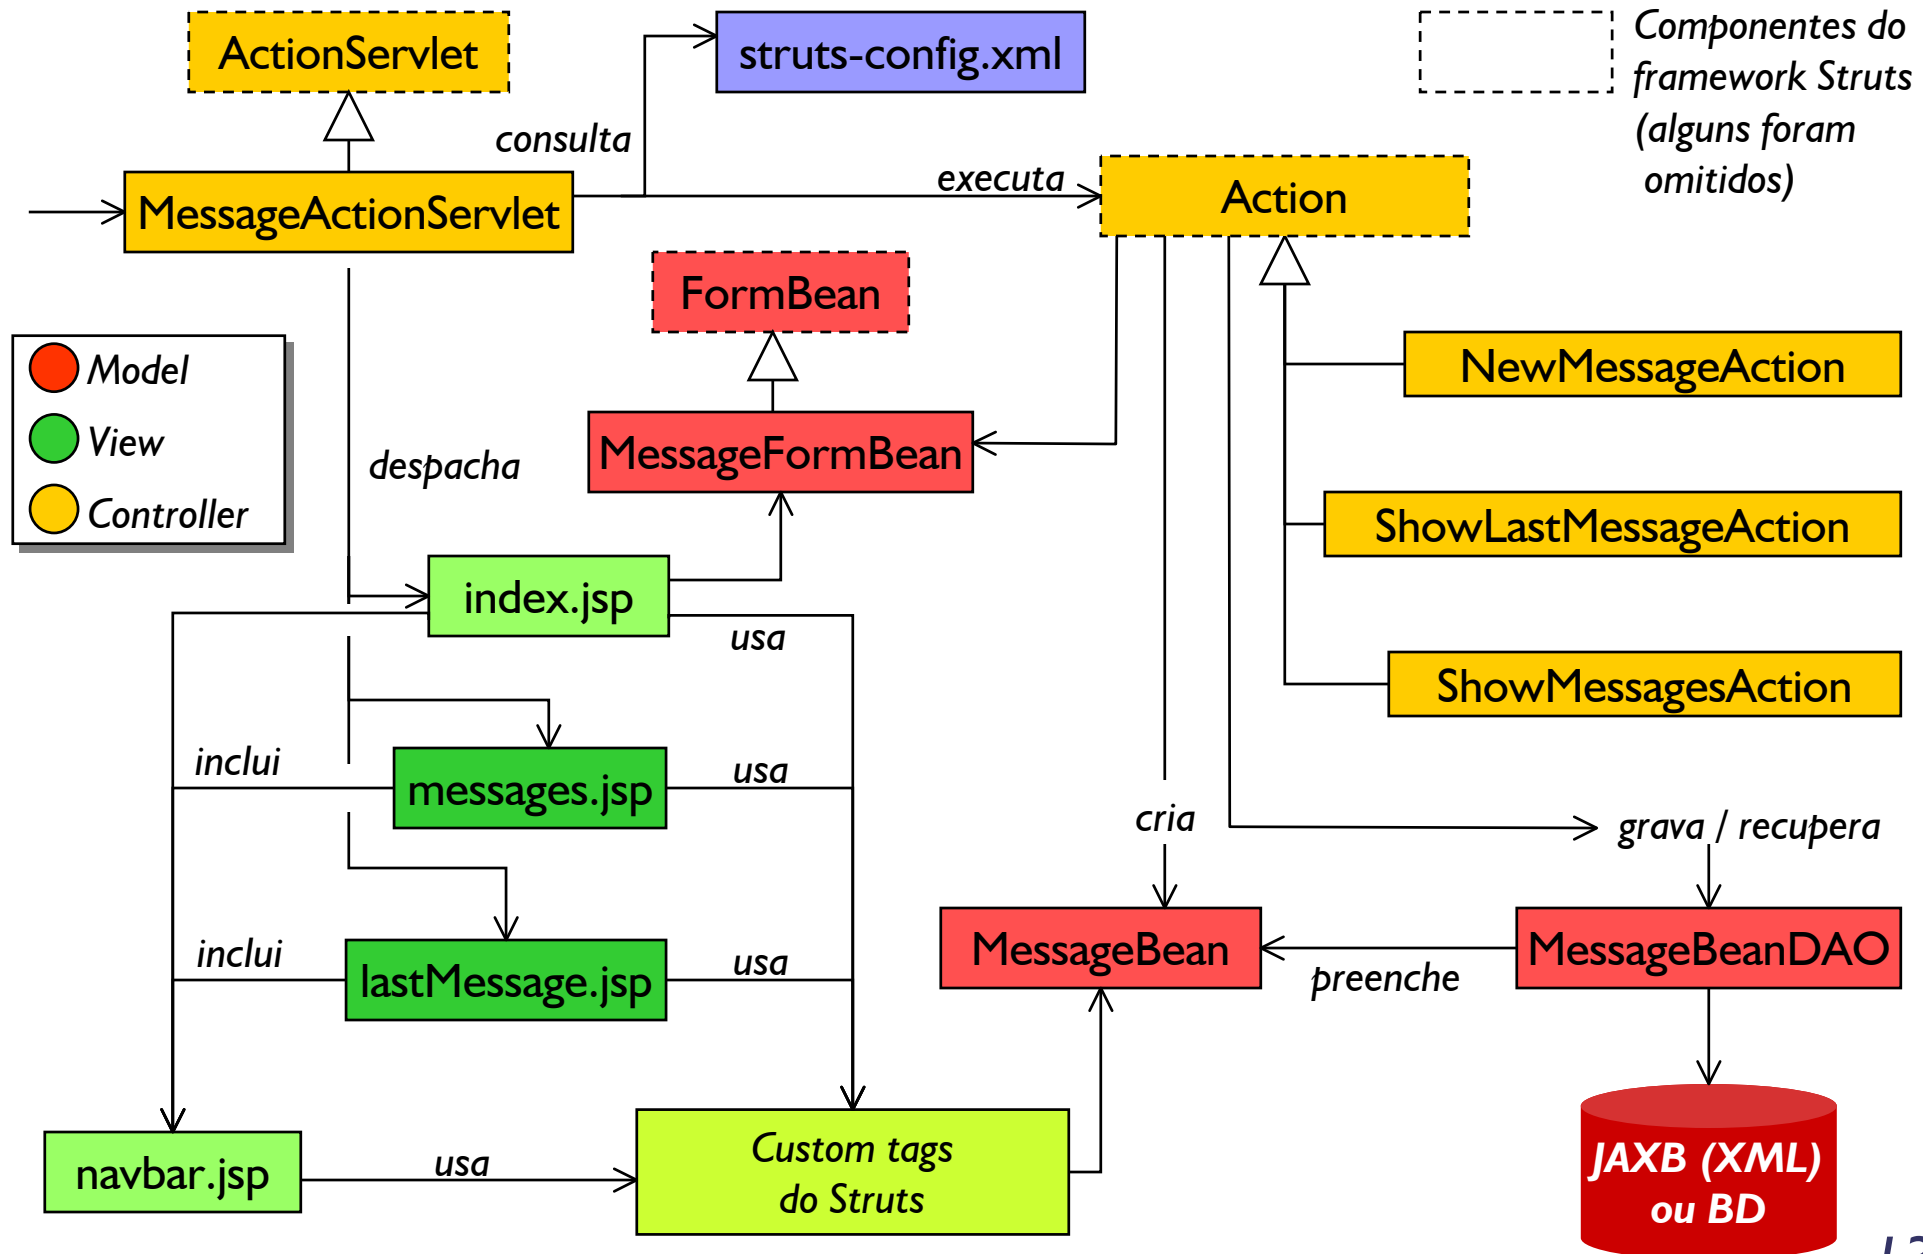 ActionServlet
struts-config.xml
Componentes do
framework Struts
(alguns foram
omitidos)
consulta
executa
MessageActionServlet
Action
FormBean
Model
View
Controller
NewMessageAction
despacha
MessageFormBean
ShowLastMessageAction
index.jsp
usa
ShowMessagesAction
inclui
messages.jsp
usa
cria
grava / recupera
inclui
lastMessage.jsp
usa
MessageBean
preenche
MessageBeanDAO
navbar.jsp
usa
Custom tags
do Struts
JAXB (XML)
ou BD